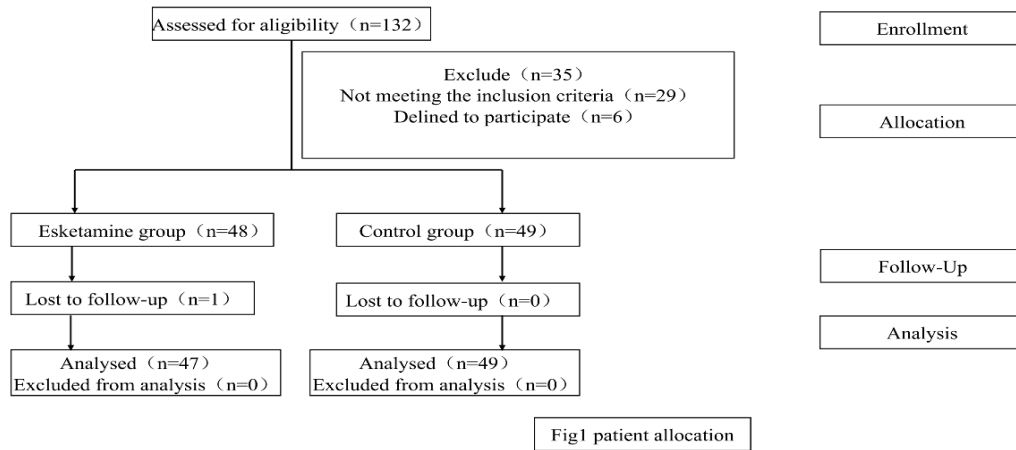 Assessed for aligibility（n=132）
Enrollment
Exclude（n=35）
Not meeting the inclusion criteria（n=29）
Delined to participate（n=6）
Allocation
Esketamine group（n=48）
Control group（n=49）
Follow-Up
Lost to follow-up（n=1）
Lost to follow-up（n=0）
Analysis
Analysed（n=47）
Excluded from analysis（n=0）
Analysed（n=49）
Excluded from analysis（n=0）
Fig1 patient allocation